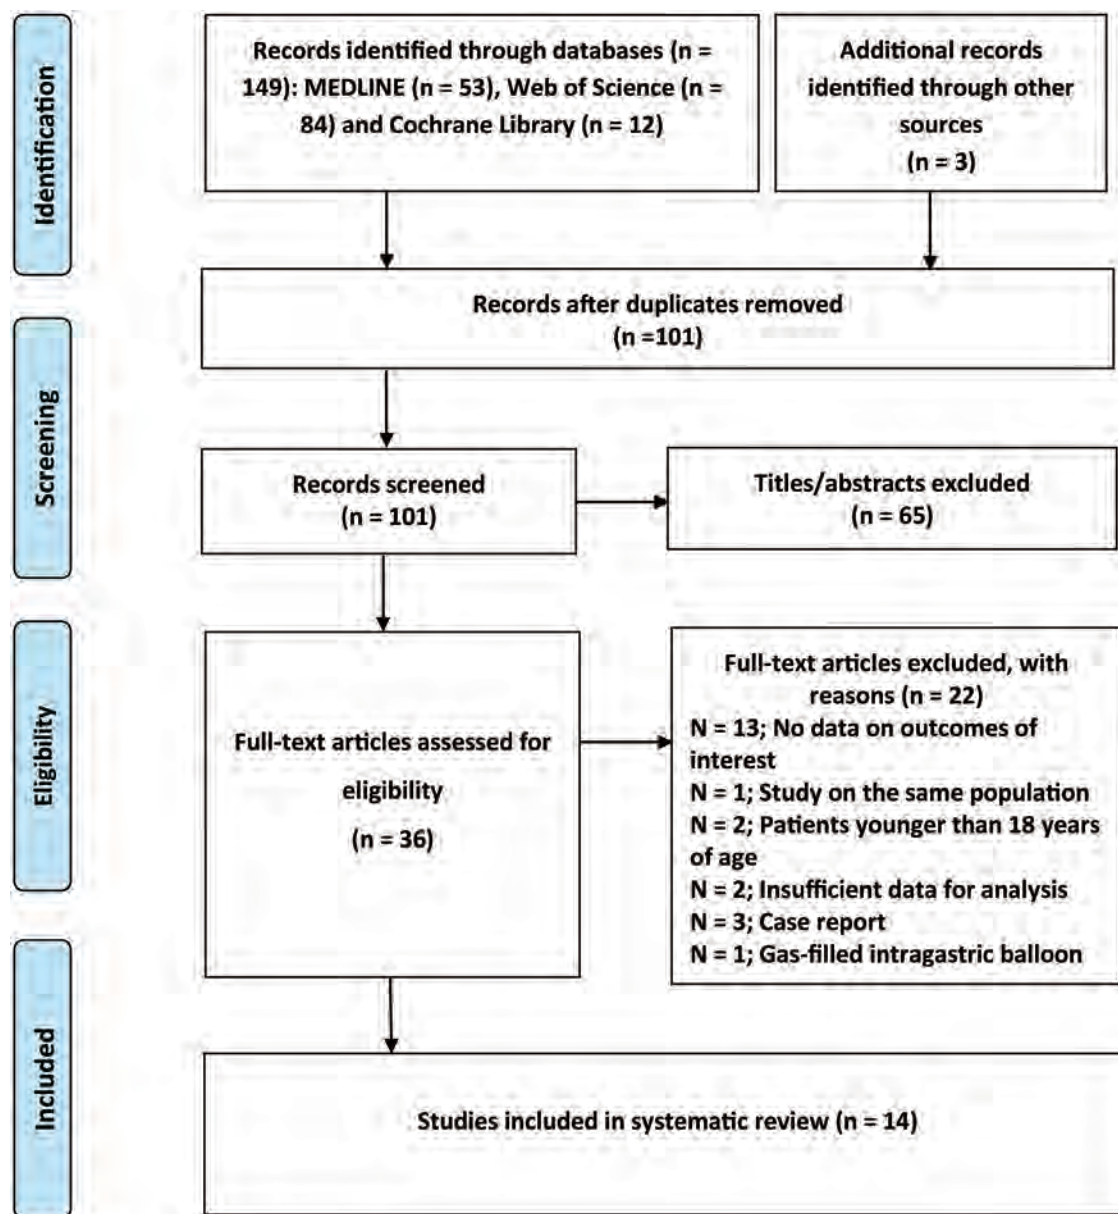 Identification
Records identified through databases (n =
149): MEDLINE (n = 53), Web of Science (n =
84) and Cochrane Library (n = 12)
Additional records
identified through other
sources
(n = 3)
Records after duplicates removed
(n =101)
Screening
Records screened
(n = 101)
Titles/abstracts excluded
(n = 65)
Eligibility
Full-text articles assessed for
eligibility
(n = 36)
Full-text articles excluded, with
reasons (n = 22)
N = 13; No data on outcomes of
interest
N = 1; Study on the same population
N = 2; Patients younger than 18 years
of age
N = 2; Insufficient data for analysis
N = 3; Case report
N = 1; Gas-filled intragastric balloon
Included
Studies included in systematic review (n = 14)